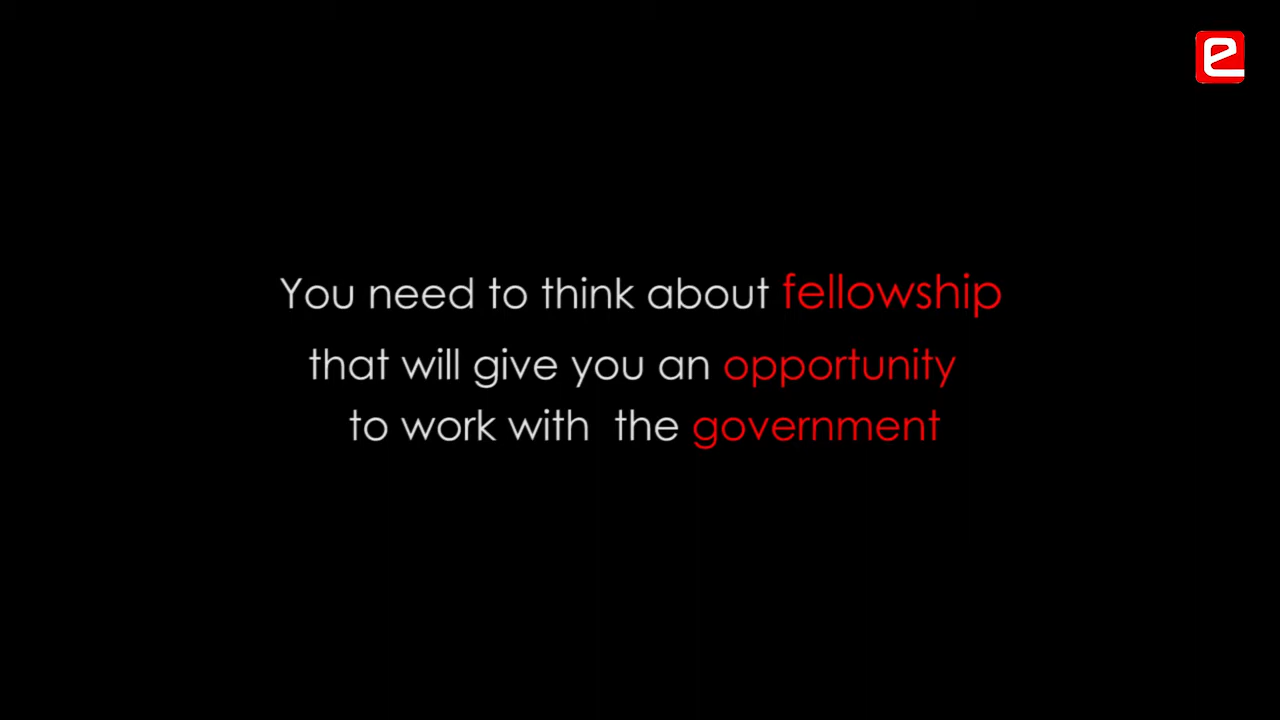 e
You need to think about fellowship
that will give you an opportunity
to work with the government